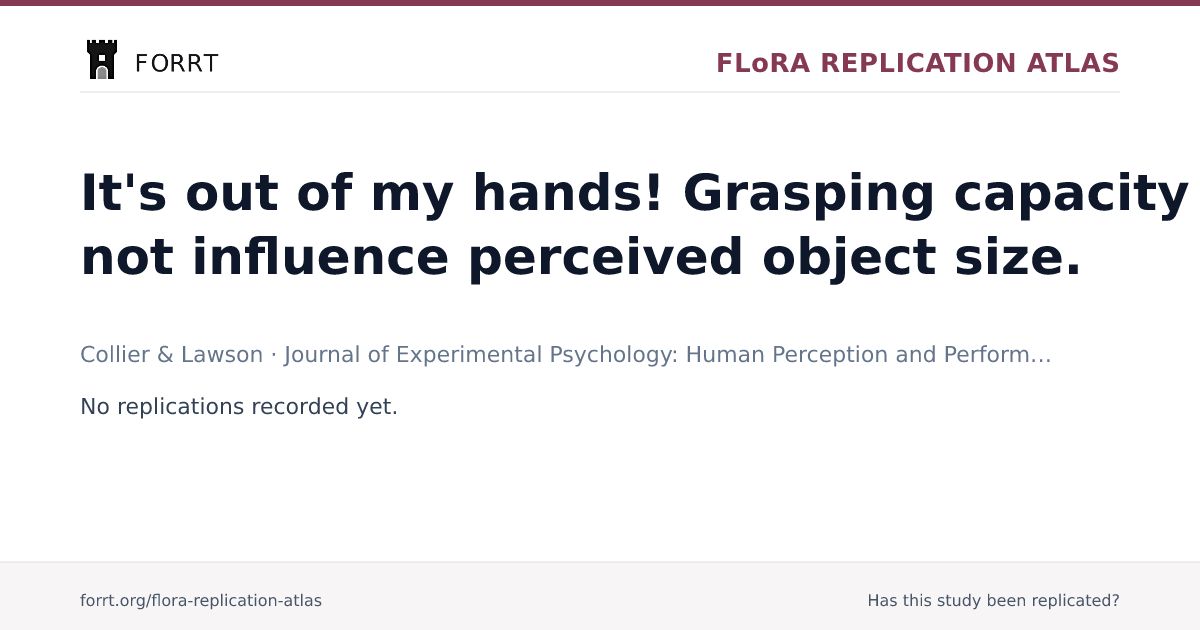 FORRT
FLoRA REPLICATION ATLAS
It's out of my hands! Grasping capacity
not influence perceived object size.
Collier & Lawson · Journal of Experimental Psychology: Human Perception and Perform…
No replications recorded yet.
forrt.org/flora-replication-atlas
Has this study been replicated?